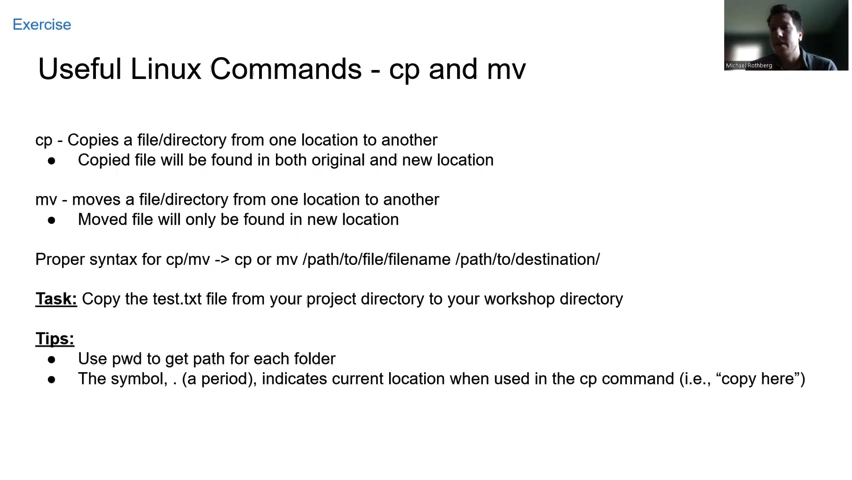 Exercise
Useful Linux Commands - cp and mv
Michael Rothberg
cp - Copies a file/directory from one location to another
● Copied file will be found in both original and new location
mv - moves a file/directory from one location to another
● Moved file will only be found in new location
Proper syntax for cp/mv -> cp or mv /path/to/file/filename /path/to/destination/
Task: Copy the test.txt file from your project directory to your workshop directory
Tips:
● Use pwd to get path for each folder
● The symbol, . (a period), indicates current location when used in the cp command (i.e., “copy here”)